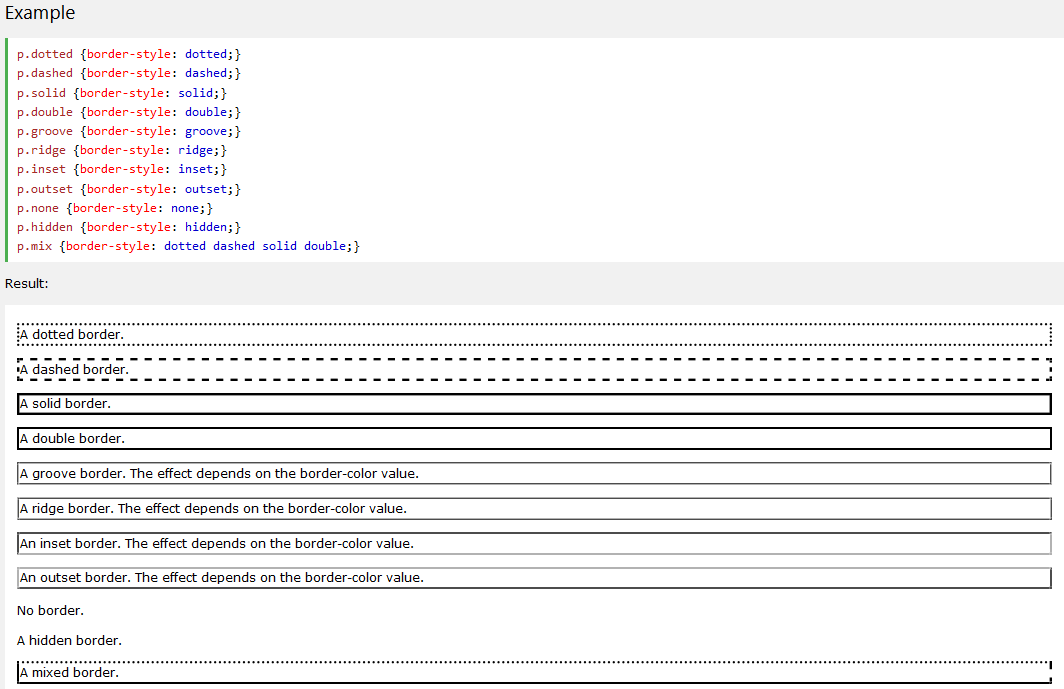 Example
p.dotted {border-style: dotted;}
p.dashed {border-style: dashed;}
p.solid {border-style: solid;}
p.double {border-style: double;}
p.groove {border-style: groove;}
p.ridge {border-style: ridge;}
p.inset {border-style: inset;}
p.outset {border-style: outset;}
p.none {border-style: none;}
p.hidden {border-style: hidden;}
p.mix {border-style: dotted dashed solid double;}
Result:
A dotted border.
A dashed border.
A solid border.
A double border.
A groove border. The effect depends on the border-color value.
A ridge border. The effect depends on the border-color value.
An inset border. The effect depends on the border-color value.
An outset border. The effect depends on the border-color value.
No border.
A hidden border.
A mixed border.